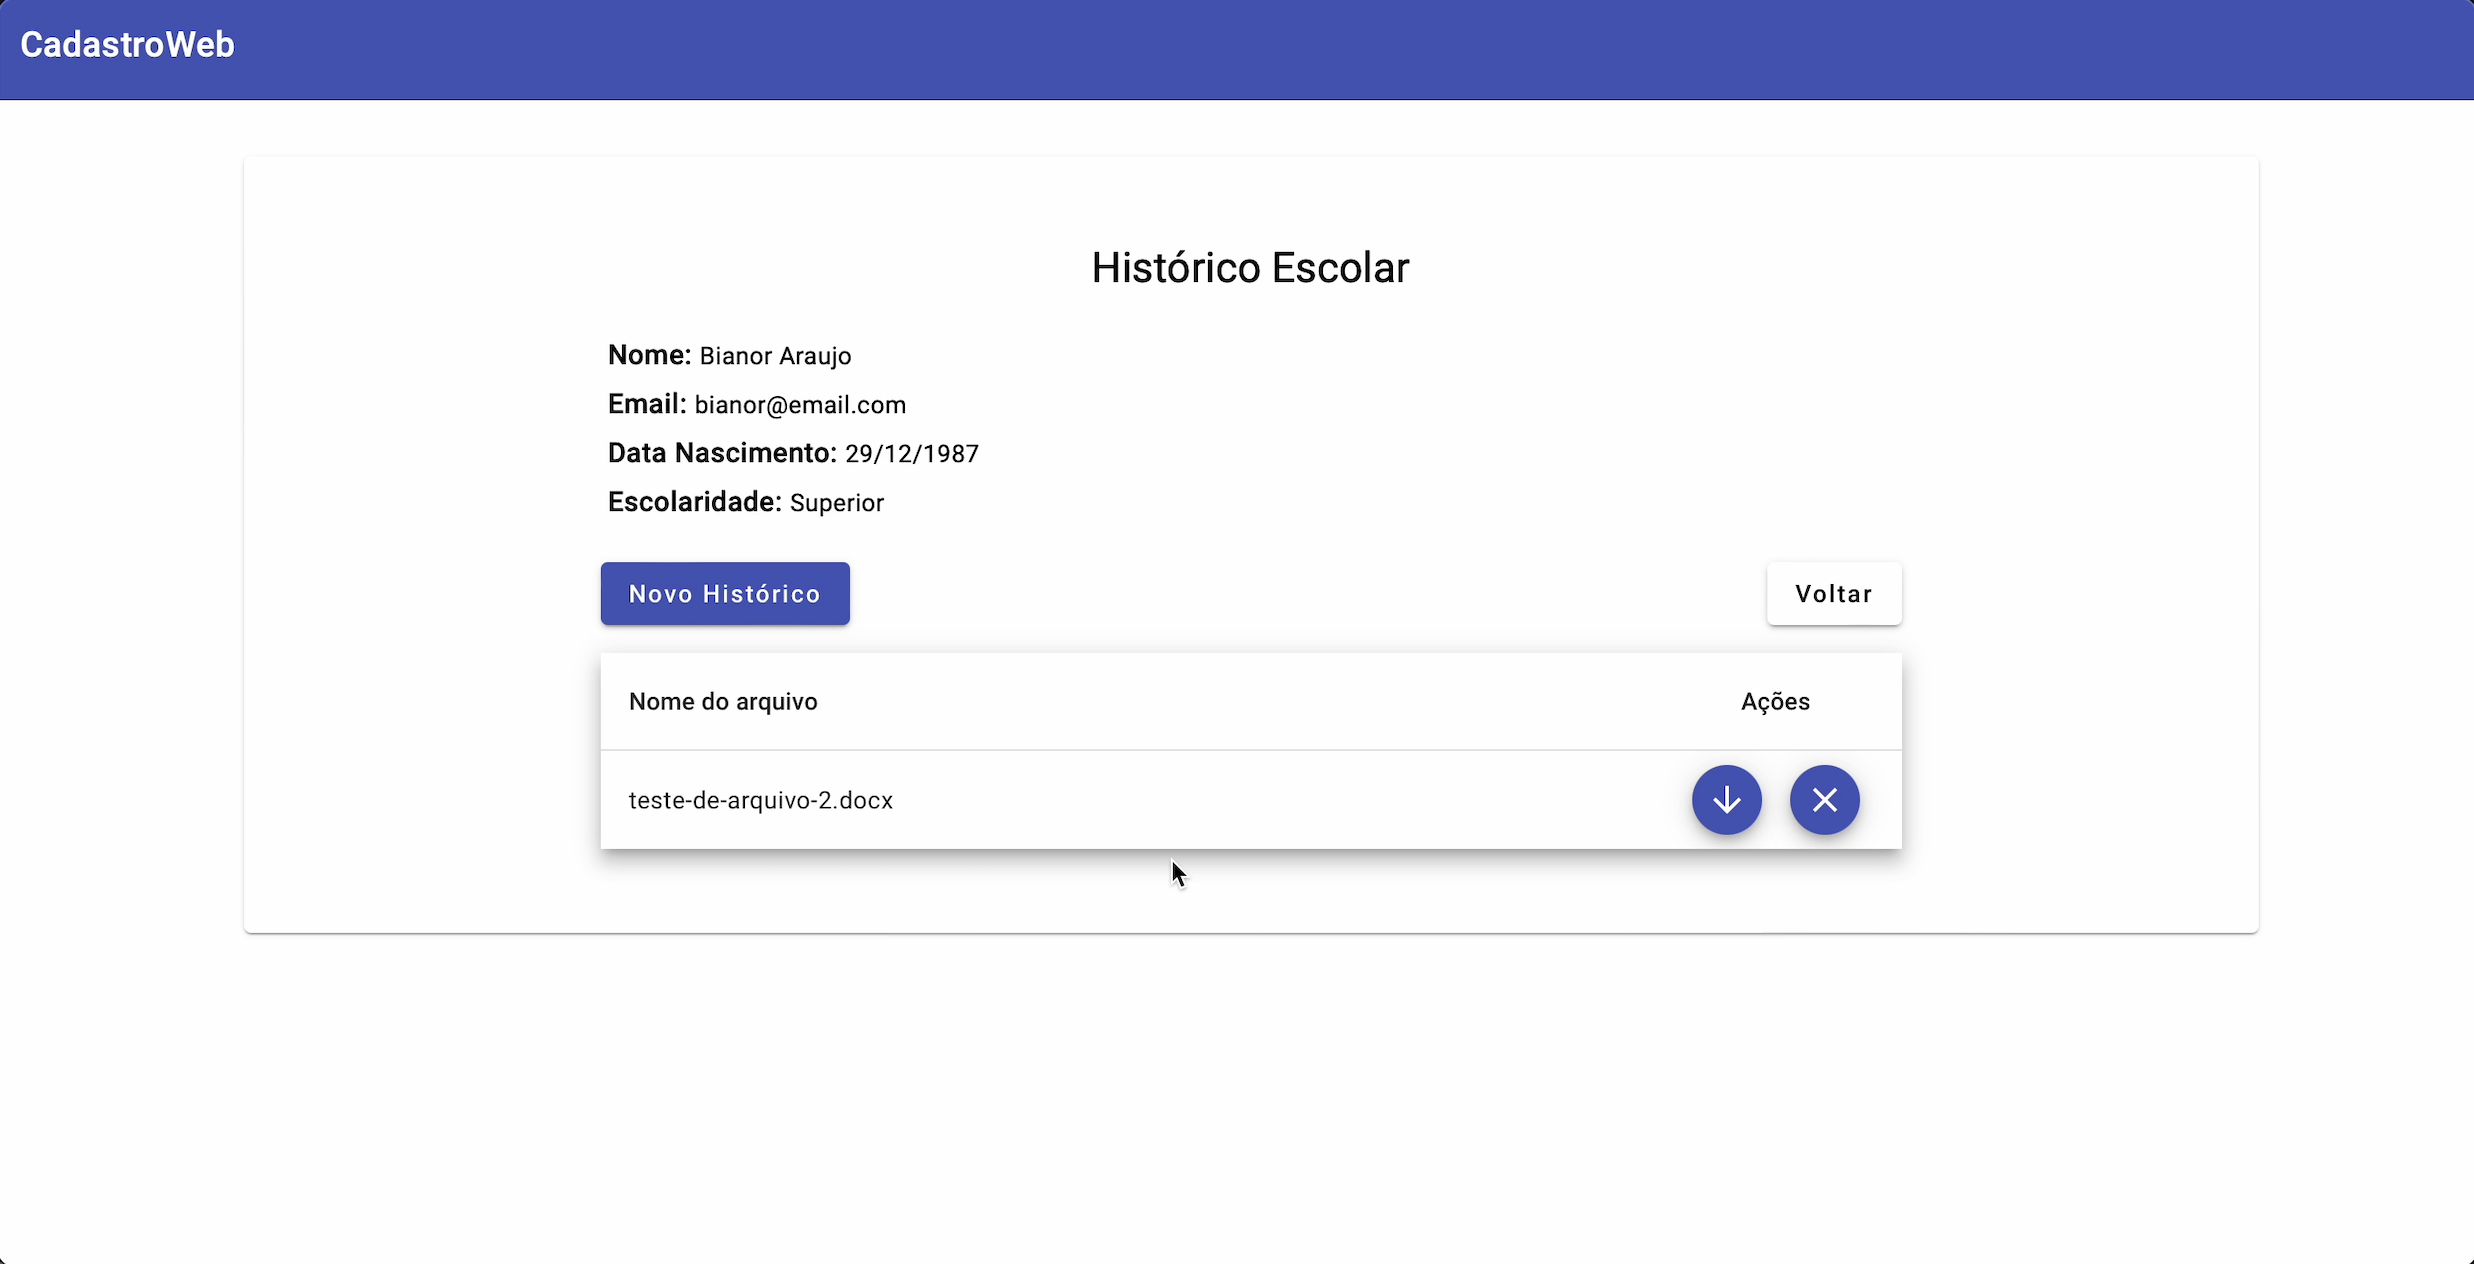 CadastroWeb
Histórico Escolar
Nome: Bianor Araujo
Email: bianor@email.com
Data Nascimento: 29/12/1987
Escolaridade: Superior
Novo Histórico Voltar
Nome do arquivo Ações
teste-de-arquivo-2.docx